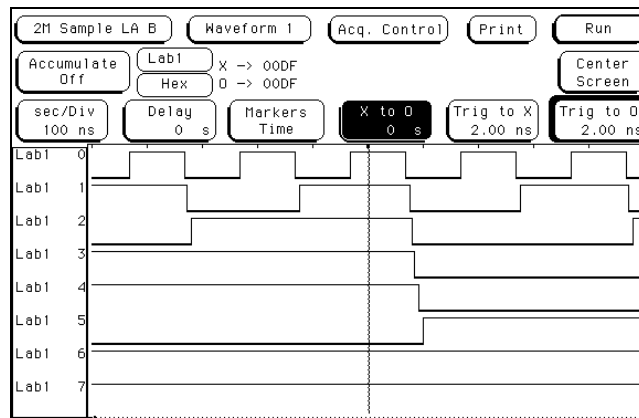 2M Sample LA B Waveform 1 Acq. Control Print Run
Accumulate Off Lab1 X -> 00DF Center Screen
Hex O -> 00DF
sec/Div Delay Markers X to O Trig to X Trig to O
100 ns 0 s Time 0 s 2.00 ns 2.00 ns
Lab1 0
Lab1 1
Lab1 2
Lab1 3
Lab1 4
Lab1 5
Lab1 6
Lab1 7